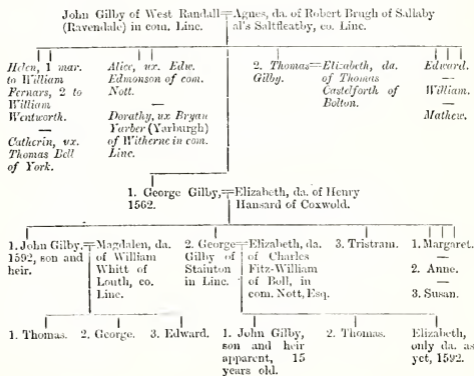 John Gilby of West Randall = Agnes, da. of Robert Brugh of Sallaby
(Ravendale) in com. Linc. al's Saltfleatby, co. Linc.
Helen, 1 mar.
to William
Fernars, 2 to
William
Wentworth.
—
Catherin, vx.
Thomas Bell
of York.
Alice, ux. Edw.
Edmonson of com.
Nott.
—
Dorathy, ux Bryan
Yarber (Yarburgh)
of Witherne in com.
Linc.
2. Thomas = Elizabeth, da.
Gilby. of Thomas
Castelforth of
Bolton.
Edward.
—
William.
—
Mathew.
1. George Gilby, = Elizabeth, da. of Henry
1562. Hansard of Coxwold.
1. John Gilby, = Magdalen, da.
1592, son and of William
heir. Whitt of
Louth, co.
Linc.
2. George = Elizabeth, da.
Gilby of of Charles
Stainton Fitz-William
in Linc. of Boll, in
com. Nott, Esq.
3. Tristram.
1. Margaret.
—
2. Anne.
—
3. Susan.
1. Thomas. 2. George. 3. Edward.
1. John Gilby,
son and heir
apparent, 15
years old.
2. Thomas.
Elizabeth,
only da. as
yet, 1592.